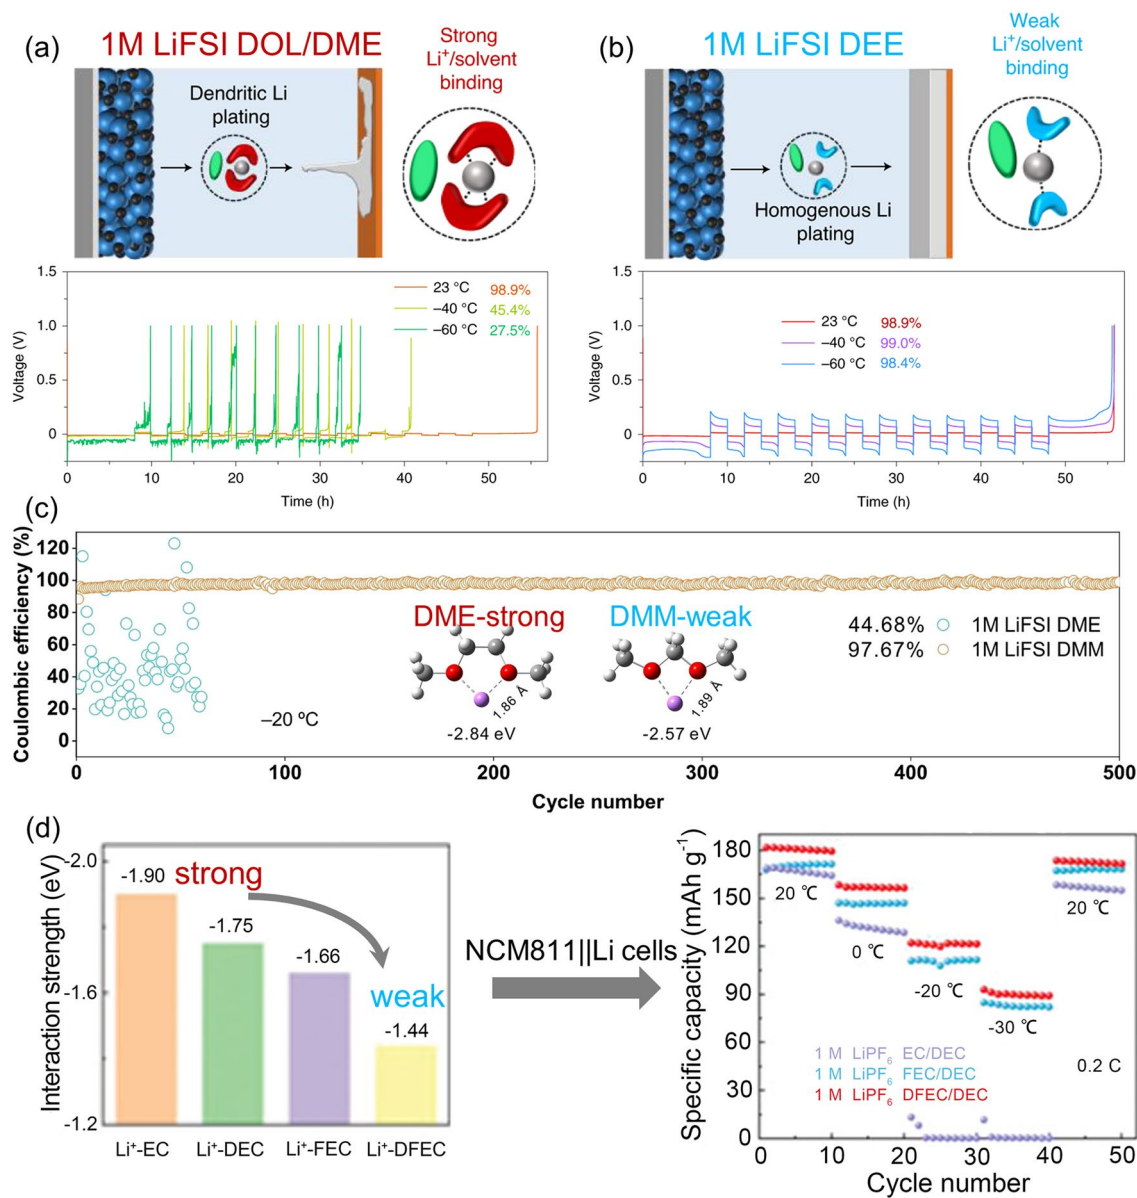 (a)
1M LiFSI DOL/DME
Strong
Li⁺/solvent
binding
Dendritic Li
plating
1.5
1.0
0.5
0
Voltage (V)
23 °C 98.9%
–40 °C 45.4%
–60 °C 27.5%
0 10 20 30 40 50
Time (h)
(b)
1M LiFSI DEE
Weak
Li⁺/solvent
binding
Homogenous Li
plating
1.5
1.0
0.5
0
Voltage (V)
23 °C 98.9%
–40 °C 99.0%
–60 °C 98.4%
0 10 20 30 40 50
Time (h)
(c)
120
100
80
60
40
20
0
Coulombic efficiency (%)
DME-strong
DMM-weak
1.86 Å
1.89 Å
-2.84 eV
-2.57 eV
44.68% 1M LiFSI DME
97.67% 1M LiFSI DMM
–20 ºC
0 100 200 300 400 500
Cycle number
(d)
-2.0
-1.8
-1.6
-1.4
-1.2
Interaction strength (eV)
-1.90
-1.75
-1.66
-1.44
strong
weak
Li⁺-EC Li⁺-DEC Li⁺-FEC Li⁺-DFEC
NCM811||Li cells
180
150
120
90
60
30
0
Specific capacity (mAh g⁻¹)
20 ℃
0 ℃
-20 ℃
-30 ℃
20 ℃
0.2 C
1 M LiPF₆ EC/DEC
1 M LiPF₆ FEC/DEC
1 M LiPF₆ DFEC/DEC
0 10 20 30 40 50
Cycle number